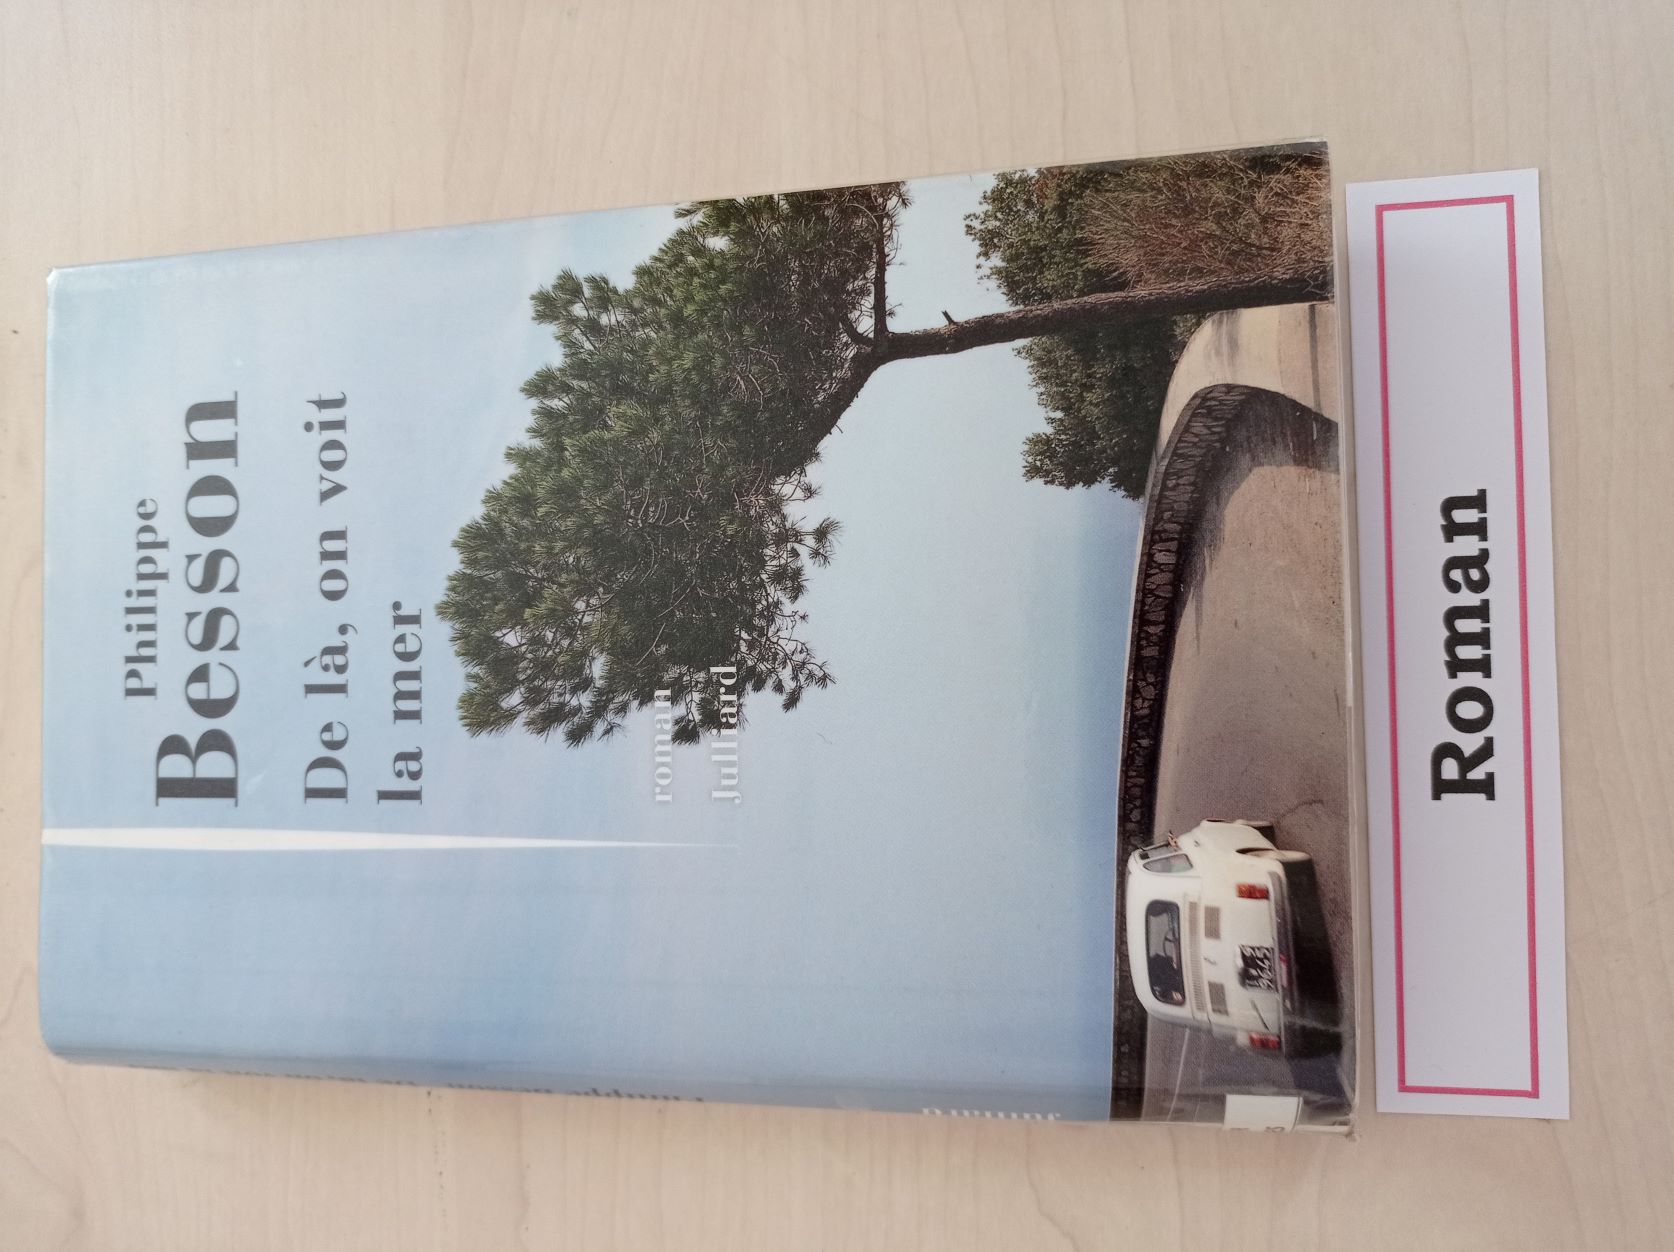 Philippe
Besson
De là, on voit
la mer
roman
Julliard
Roman